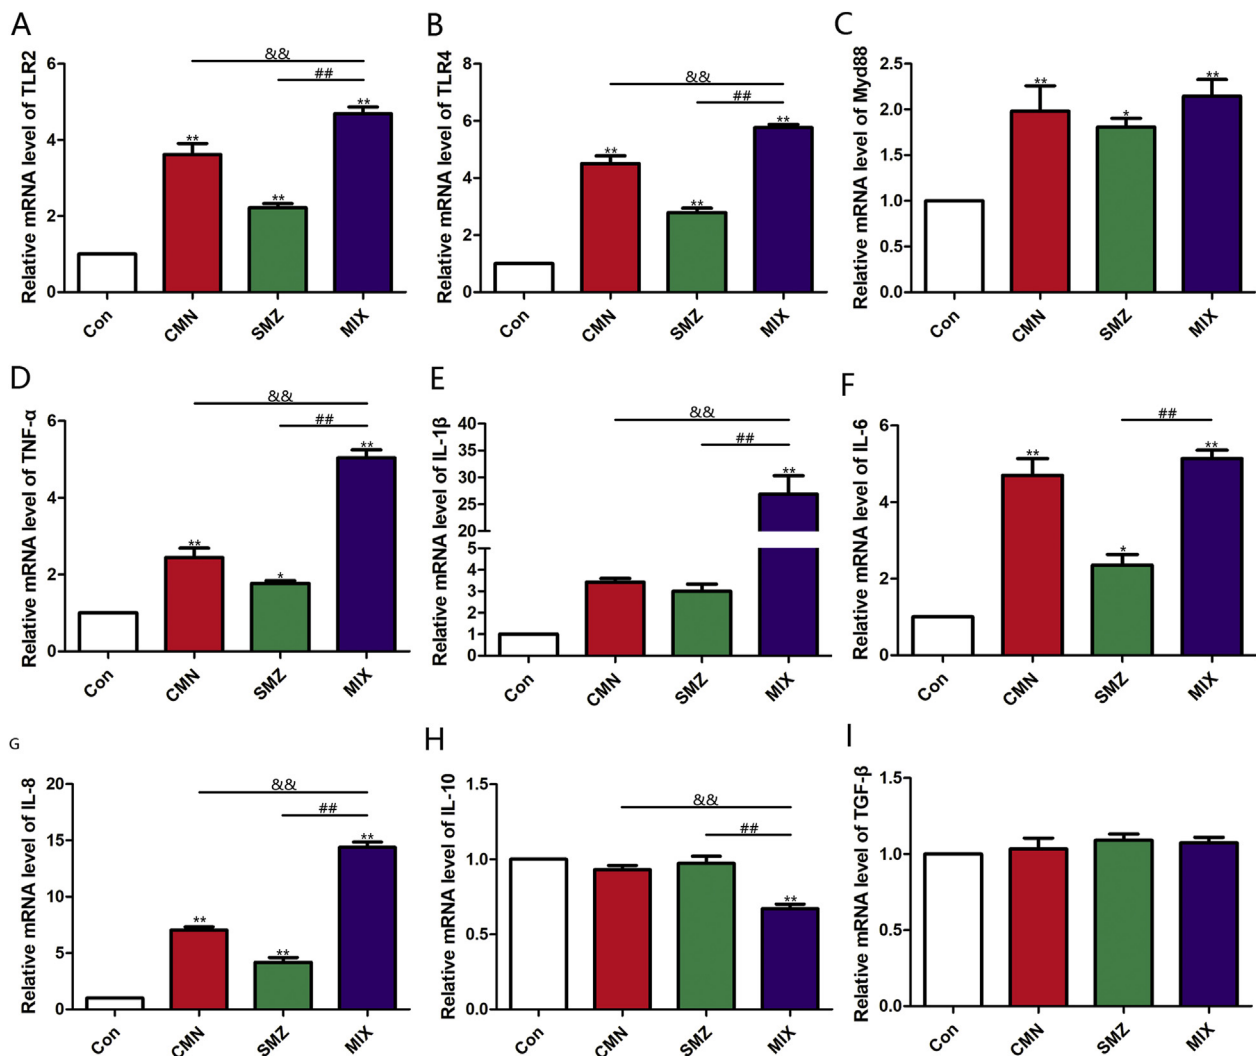 A
Relative mRNA level of TLR2
6
4
2
0
&&
##
**
**
**
Con
CMN
SMZ
MIX
B
Relative mRNA level of TLR4
8
6
4
2
0
&&
##
**
**
**
Con
CMN
SMZ
MIX
C
Relative mRNA level of Myd88
2.5
2.0
1.5
1.0
0.5
0.0
**
*
**
Con
CMN
SMZ
MIX
D
Relative mRNA level of TNF-α
6
4
2
0
&&
##
**
*
**
Con
CMN
SMZ
MIX
E
Relative mRNA level of IL-1β
40
35
30
25
20
5
4
3
2
1
0
&&
##
**
Con
CMN
SMZ
MIX
F
Relative mRNA level of IL-6
6
4
2
0
##
**
*
**
Con
CMN
SMZ
MIX
G
Relative mRNA level of IL-8
20
15
10
5
0
&&
##
**
**
**
Con
CMN
SMZ
MIX
H
Relative mRNA level of IL-10
1.5
1.0
0.5
0.0
&&
##
**
Con
CMN
SMZ
MIX
I
Relative mRNA level of TGF-β
1.5
1.0
0.5
0.0
Con
CMN
SMZ
MIX